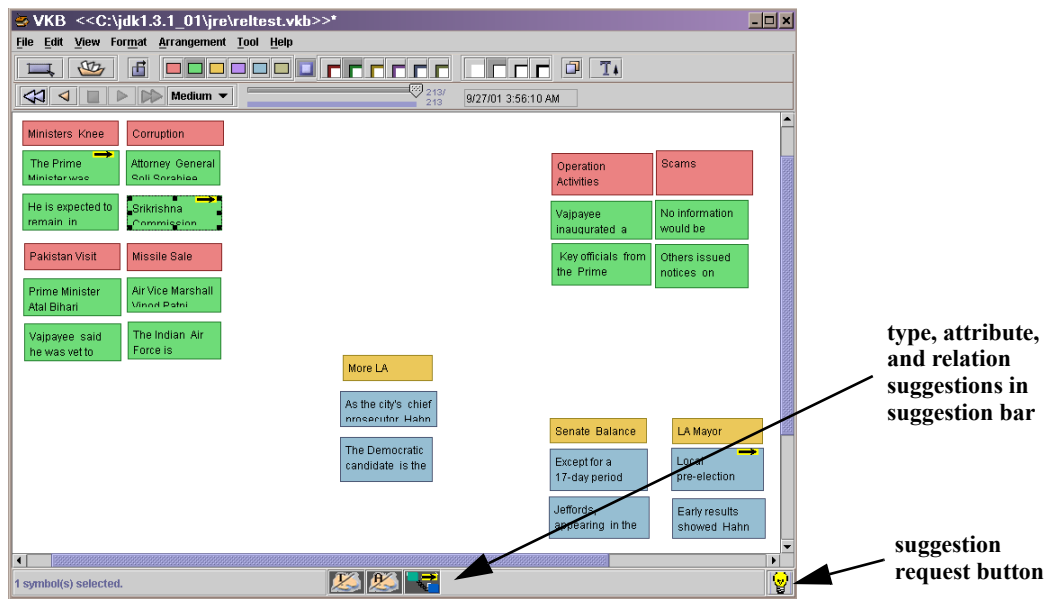 VKB <<C:\jdk1.3.1_01\jre\reltest.vkb>>*
File Edit View Format Arrangement Tool Help
Medium
213/
213
9/27/01 3:56:10 AM
Ministers Knee
Corruption
The Prime
Minister was
Attorney General
Soli Sorabjee
He is expected to
remain in
Srikrishna
Commission
Pakistan Visit
Missile Sale
Prime Minister
Atal Bihari
Air Vice Marshall
Vinod Patni
Vajpayee said
he was yet to
The Indian Air
Force is
Operation
Activities
Scams
Vajpayee
inaugurated a
No information
would be
Key officials from
the Prime
Others issued
notices on
More LA
As the city's chief
prosecutor Hahn
The Democratic
candidate is the
Senate Balance
LA Mayor
Except for a
17-day period
Local
pre-election
Jeffords,
appearing in the
Early results
showed Hahn
1 symbol(s) selected.
type, attribute,
and relation
suggestions in
suggestion bar
suggestion
request button